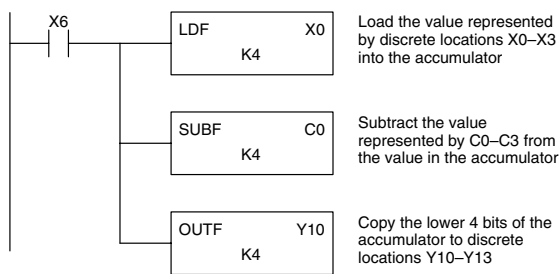 X6
LDF X0
K4
Load the value represented
by discrete locations X0–X3
into the accumulator
SUBF C0
K4
Subtract the value
represented by C0–C3 from
the value in the accumulator
OUTF Y10
K4
Copy the lower 4 bits of the
accumulator to discrete
locations Y10–Y13